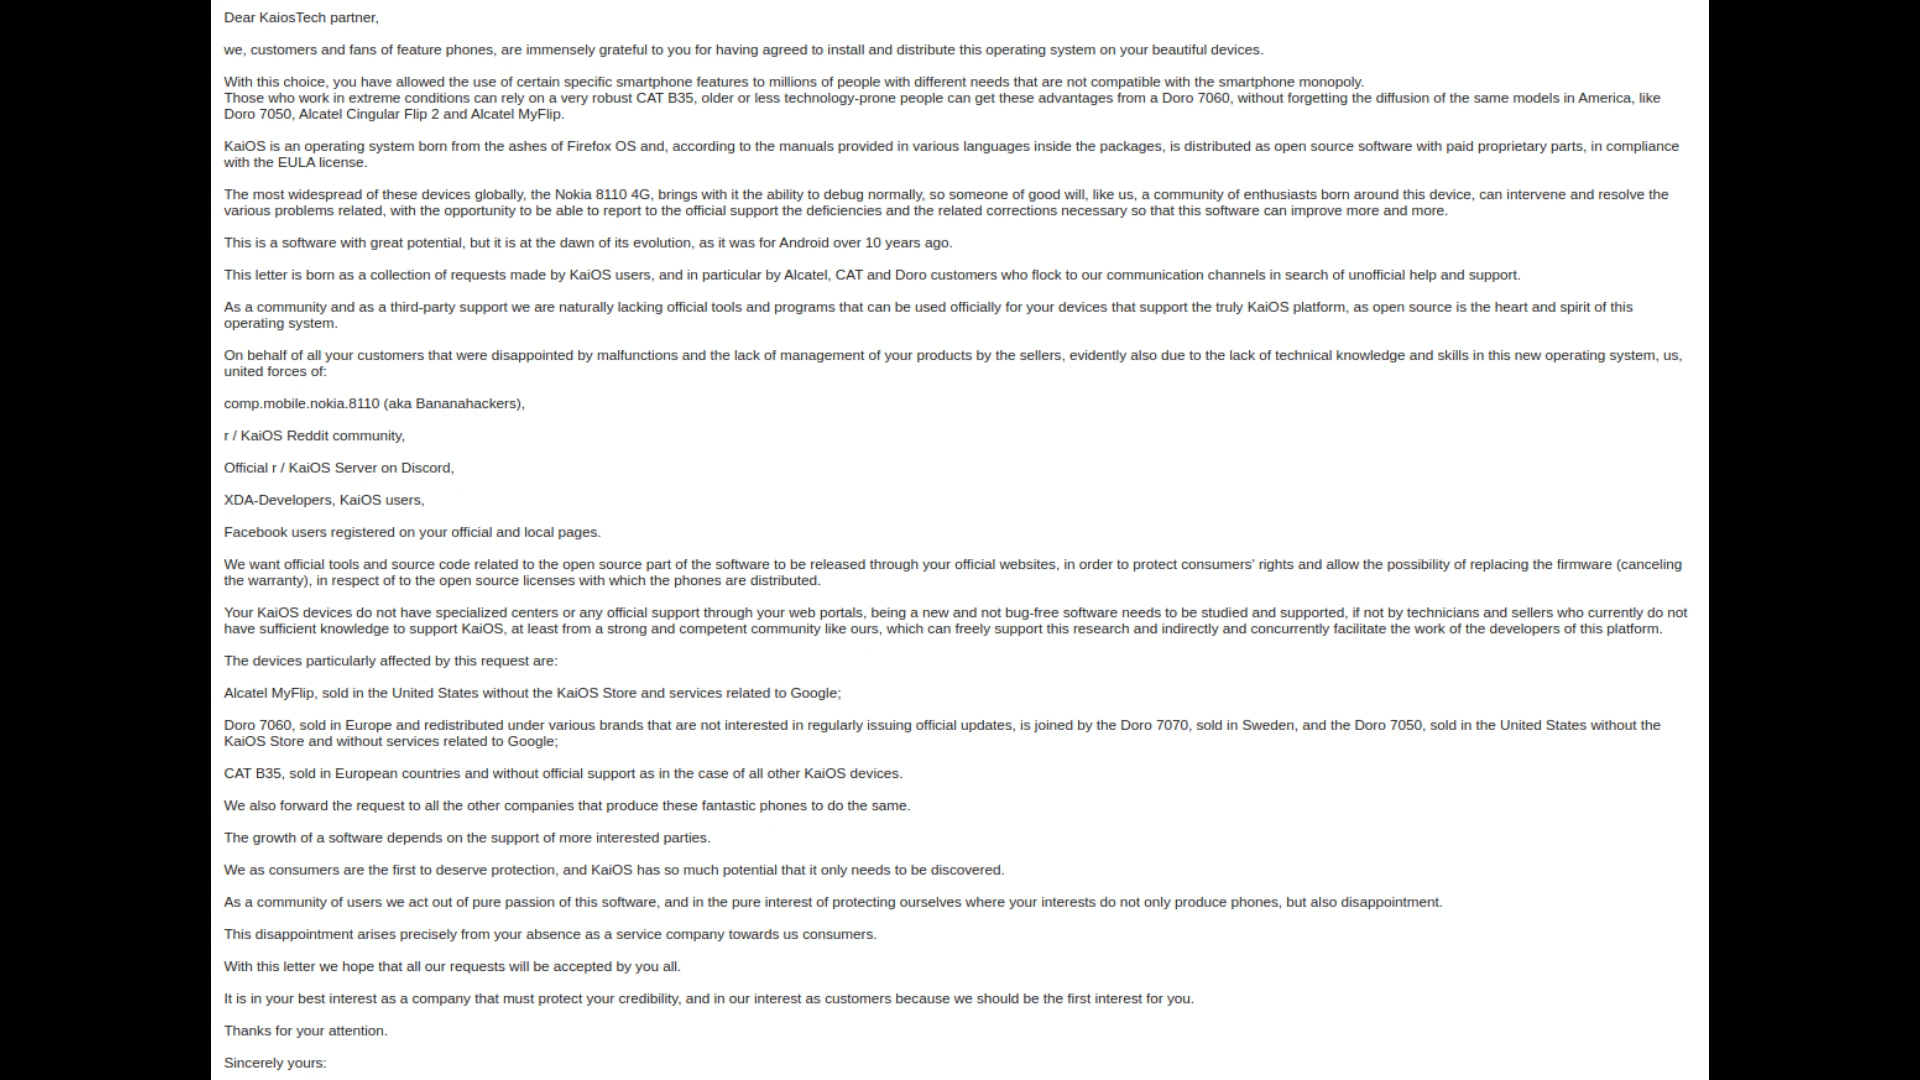 Dear KaiosTech partner,
we, customers and fans of feature phones, are immensely grateful to you for having agreed to install and distribute this operating system on your beautiful devices.
With this choice, you have allowed the use of certain specific smartphone features to millions of people with different needs that are not compatible with the smartphone monopoly.
Those who work in extreme conditions can rely on a very robust CAT B35, older or less technology-prone people can get these advantages from a Doro 7060, without forgetting the diffusion of the same models in America, like
Doro 7050, Alcatel Cingular Flip 2 and Alcatel MyFlip.
KaiOS is an operating system born from the ashes of Firefox OS and, according to the manuals provided in various languages inside the packages, is distributed as open source software with paid proprietary parts, in compliance
with the EULA license.
The most widespread of these devices globally, the Nokia 8110 4G, brings with it the ability to debug normally, so someone of good will, like us, a community of enthusiasts born around this device, can intervene and resolve the
various problems related, with the opportunity to be able to report to the official support the deficiencies and the related corrections necessary so that this software can improve more and more.
This is a software with great potential, but it is at the dawn of its evolution, as it was for Android over 10 years ago.
This letter is born as a collection of requests made by KaiOS users, and in particular by Alcatel, CAT and Doro customers who flock to our communication channels in search of unofficial help and support.
As a community and as a third-party support we are naturally lacking official tools and programs that can be used officially for your devices that support the truly KaiOS platform, as open source is the heart and spirit of this
operating system.
On behalf of all your customers that were disappointed by malfunctions and the lack of management of your products by the sellers, evidently also due to the lack of technical knowledge and skills in this new operating system, us,
united forces of:
comp.mobile.nokia.8110 (aka Bananahackers),
r / KaiOS Reddit community,
Official r / KaiOS Server on Discord,
XDA-Developers, KaiOS users,
Facebook users registered on your official and local pages.
We want official tools and source code related to the open source part of the software to be released through your official websites, in order to protect consumers' rights and allow the possibility of replacing the firmware (canceling
the warranty), in respect of to the open source licenses with which the phones are distributed.
Your KaiOS devices do not have specialized centers or any official support through your web portals, being a new and not bug-free software needs to be studied and supported, if not by technicians and sellers who currently do not
have sufficient knowledge to support KaiOS, at least from a strong and competent community like ours, which can freely support this research and indirectly and concurrently facilitate the work of the developers of this platform.
The devices particularly affected by this request are:
Alcatel MyFlip, sold in the United States without the KaiOS Store and services related to Google;
Doro 7060, sold in Europe and redistributed under various brands that are not interested in regularly issuing official updates, is joined by the Doro 7070, sold in Sweden, and the Doro 7050, sold in the United States without the
KaiOS Store and without services related to Google;
CAT B35, sold in European countries and without official support as in the case of all other KaiOS devices.
We also forward the request to all the other companies that produce these fantastic phones to do the same.
The growth of a software depends on the support of more interested parties.
We as consumers are the first to deserve protection, and KaiOS has so much potential that it only needs to be discovered.
As a community of users we act out of pure passion of this software, and in the pure interest of protecting ourselves where your interests do not only produce phones, but also disappointment.
This disappointment arises precisely from your absence as a service company towards us consumers.
With this letter we hope that all our requests will be accepted by you all.
It is in your best interest as a company that must protect your credibility, and in our interest as customers because we should be the first interest for you.
Thanks for your attention.
Sincerely yours: